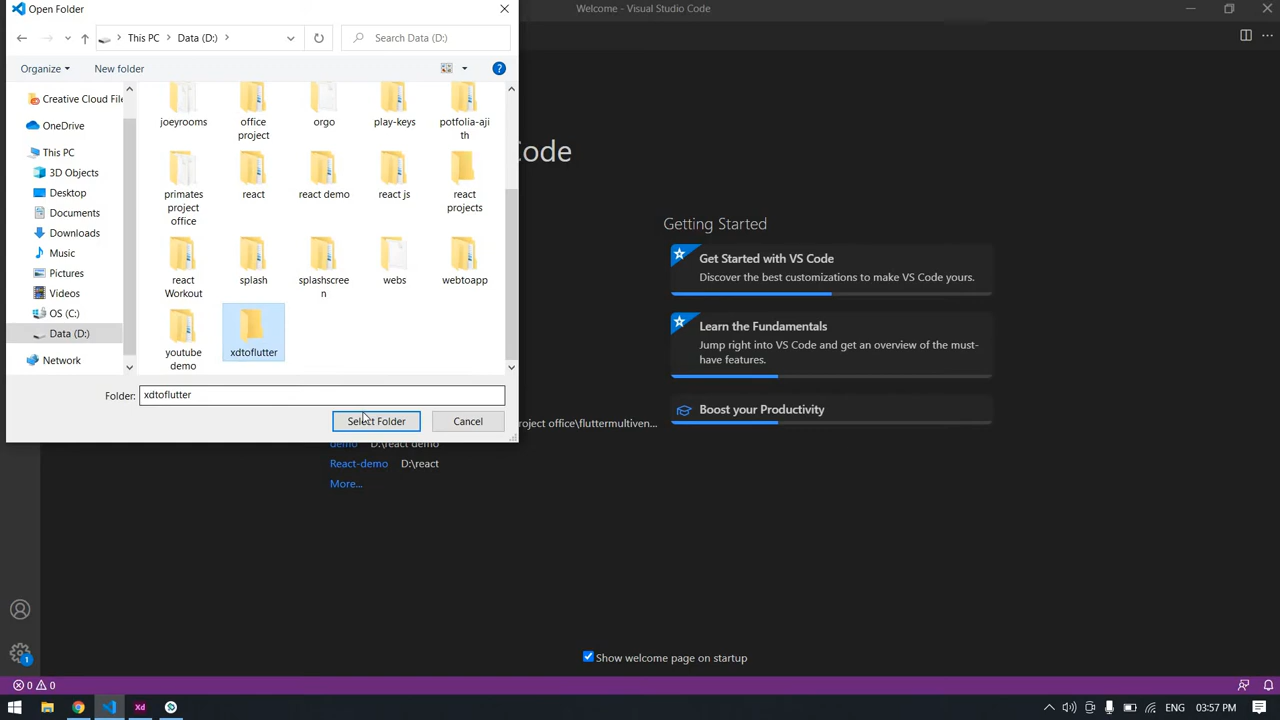 Open Folder
Welcome - Visual Studio Code
This PC
Data (D:)
Search Data (D:)
Organize
New folder
Creative Cloud File
OneDrive
This PC
3D Objects
Desktop
Documents
Downloads
Music
Pictures
Videos
OS (C:)
Data (D:)
Network
joeyrooms
office
project
orgo
play-keys
potfolia-aji
th
primates
project
office
react
react demo
react js
react
projects
react
Workout
splash
splashscree
n
webs
webtoapp
youtube
demo
xdtoflutter
Folder: xdtoflutter
Select Folder
Cancel
Code
Getting Started
Get Started with VS Code
Discover the best customizations to make VS Code yours.
Learn the Fundamentals
Jump right into VS Code and get an overview of the must-
have features.
Boost your Productivity
roject office\fluttermultiven...
demo D:\react demo
React-demo D:\react
More...
Show welcome page on startup
1
0 0
Xd
ENG
03:57 PM